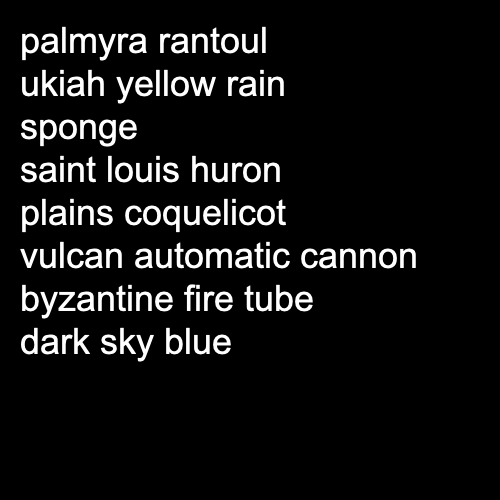 palmyra rantoul
ukiah yellow rain
sponge
saint louis huron
plains coquelicot
vulcan automatic cannon
byzantine fire tube
dark sky blue